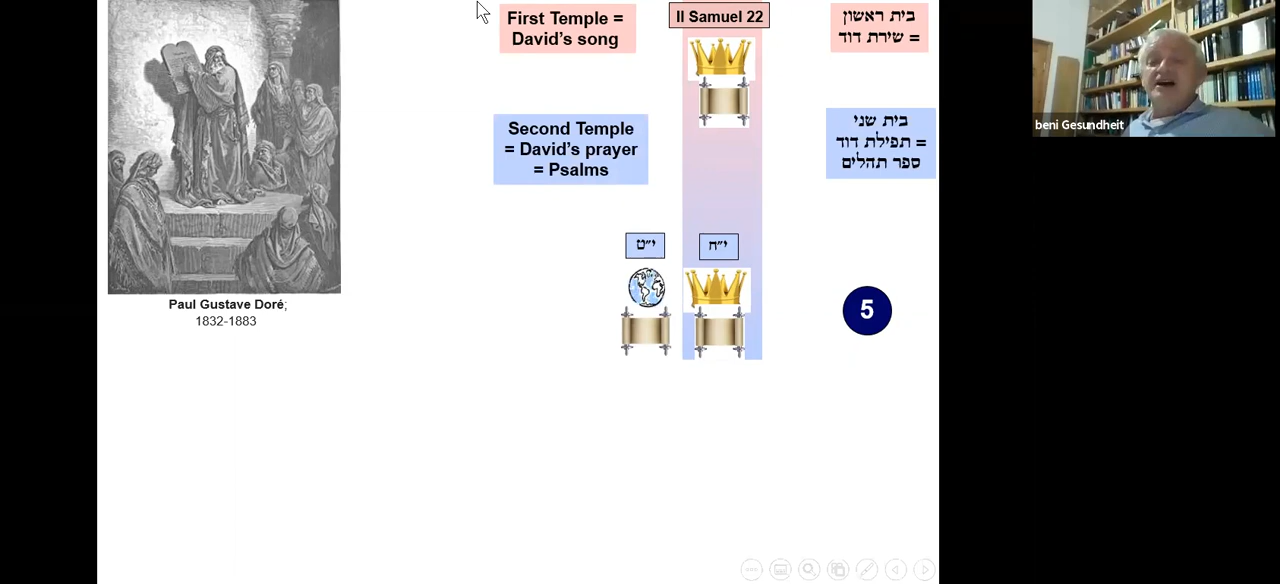 First Temple =
David's song
II Samuel 22
בית ראשון
= שירת דוד
beni Gesundheit
Second Temple
= David's prayer
= Psalms
בית שני
= תפילת דוד
ספר תהלים
י״ט
י״ח
5
Paul Gustave Doré;
1832-1883